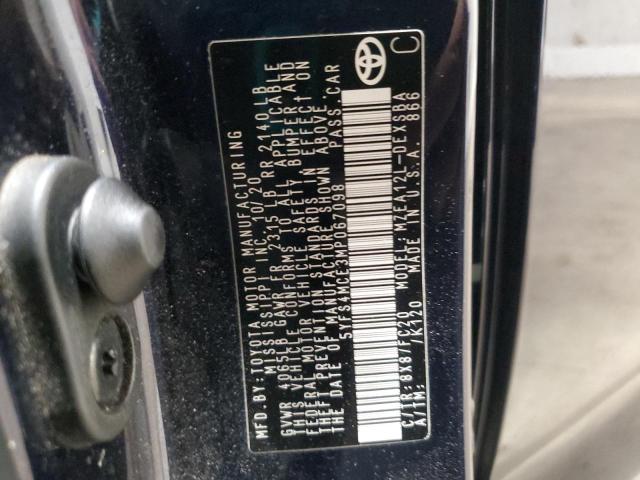 MFD.BY:TOYOTA MOTOR MANUFACTURING
MISSISSIPPI INC. 10/20
GVWR 4065LB GAWR FR 2315 LB RR 2140LB
THIS VEHICLE CONFORMS TO ALL APPLICABLE
FEDERAL MOTOR VEHICLE SAFETY, BUMPER, AND
THEFT PREVENTION STANDARDS IN EFFECT ON
THE DATE OF MANUFACTURE SHOWN ABOVE.
5YFS4MCE3MP067098 PASS.CAR
C/TR:8X8/FC20 MODEL:MZEA12L-DEXSBA
A/TM: /K120 MADE IN U.S.A. 866
C